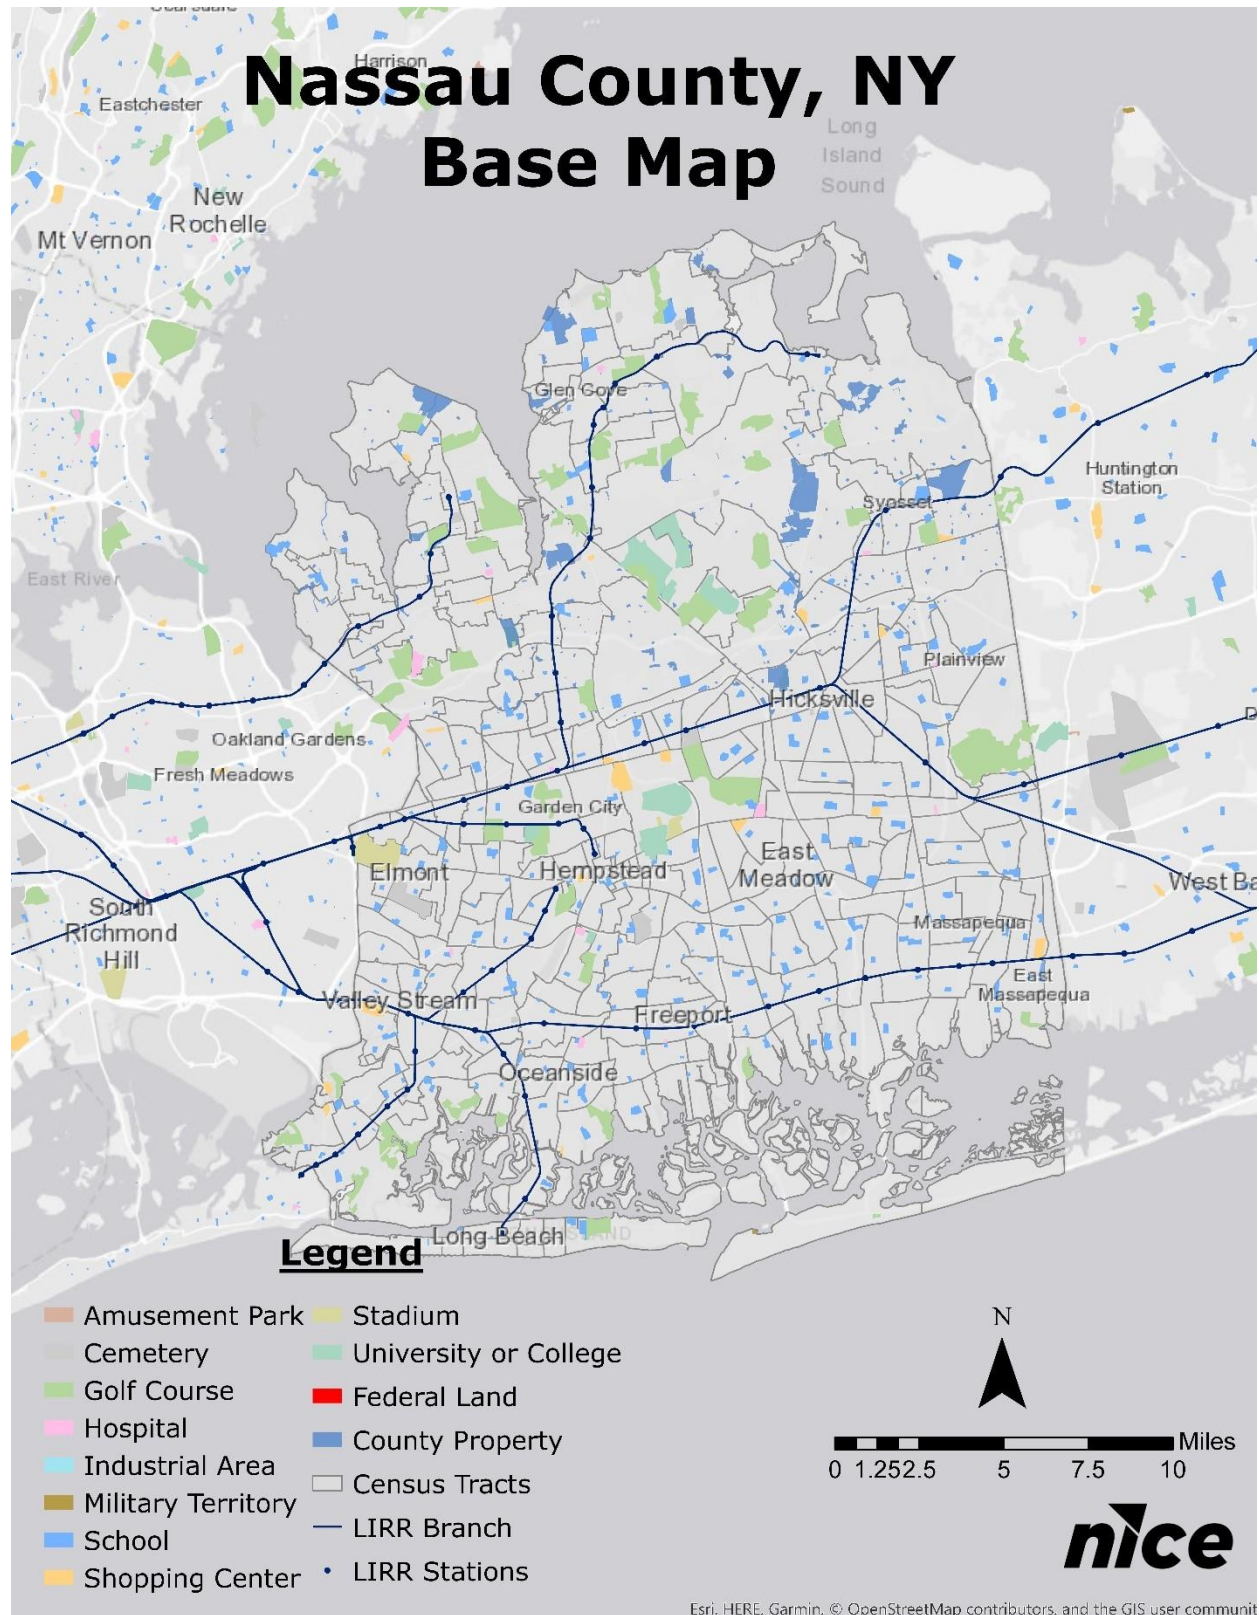 Scarsdale
Harrison
Nassau County, NY
Base Map
Eastchester
Long
Island
Sound
New
Rochelle
Mt Vernon
Glen Cove
Huntington
Station
Syosset
East River
Plainview
Hicksville
Oakland Gardens
Fresh Meadows
Garden City
East
Meadow
Elmont
Hempstead
West Ba
South
Richmond
Hill
Massapequa
East
Massapequa
Valley Stream
Freeport
Oceanside
Long Beach
Legend
Amusement Park
Cemetery
Golf Course
Hospital
Industrial Area
Military Territory
School
Shopping Center
Stadium
University or College
Federal Land
County Property
Census Tracts
LIRR Branch
LIRR Stations
N
Miles
0 1.25 2.5 5 7.5 10
nice
Esri, HERE, Garmin, © OpenStreetMap contributors, and the GIS user communit